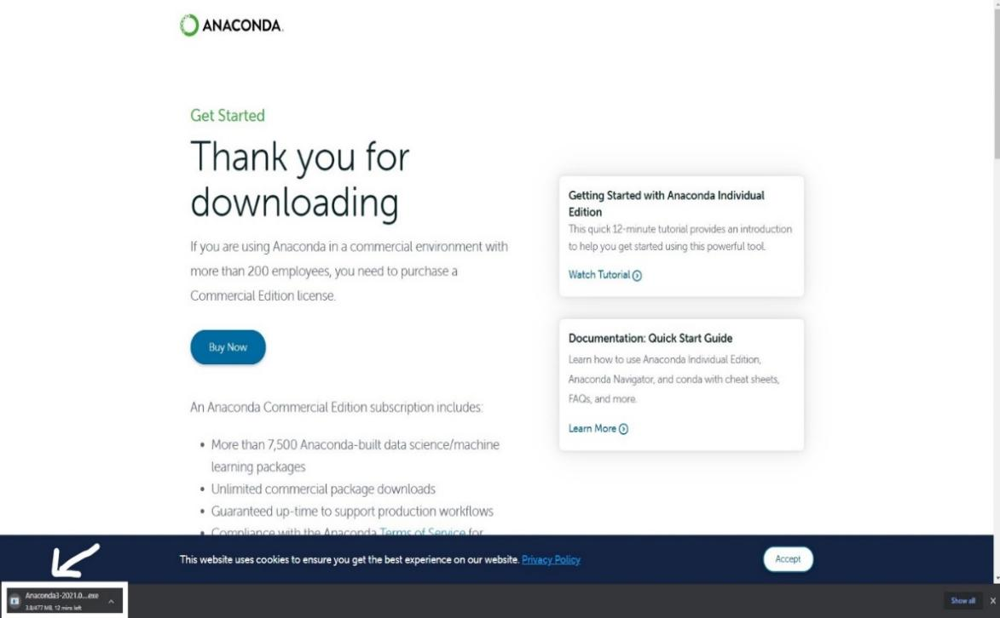 ANACONDA.
Get Started
Thank you for
downloading
If you are using Anaconda in a commercial environment with
more than 200 employees, you need to purchase a
Commercial Edition license.
Buy Now
An Anaconda Commercial Edition subscription includes:
• More than 7,500 Anaconda-built data science/machine
learning packages
• Unlimited commercial package downloads
• Guaranteed up-time to support production workflows
• Compliance with the Anaconda Terms of Service for
Getting Started with Anaconda Individual
Edition
This quick 12-minute tutorial provides an introduction
to help you get started using this powerful tool.
Watch Tutorial
Documentation: Quick Start Guide
Learn how to use Anaconda Individual Edition,
Anaconda Navigator, and conda with cheat sheets,
FAQs, and more.
Learn More
This website uses cookies to ensure you get the best experience on our website. Privacy Policy
Accept
Anaconda3-2021.0....exe
3.8/477 MB, 12 mins left
Show all